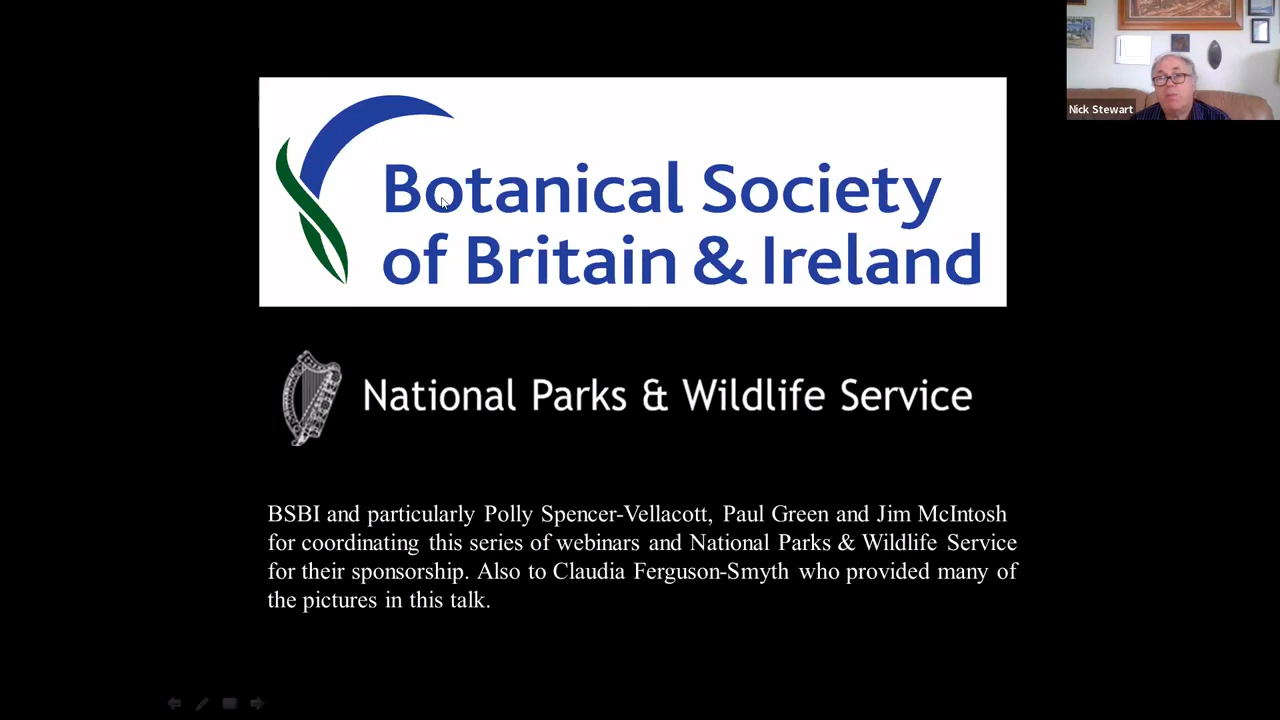 Nick Stewart
Botanical Society
of Britain & Ireland
National Parks & Wildlife Service
BSBI and particularly Polly Spencer-Vellacott, Paul Green and Jim McIntosh
for coordinating this series of webinars and National Parks & Wildlife Service
for their sponsorship. Also to Claudia Ferguson-Smyth who provided many of
the pictures in this talk.